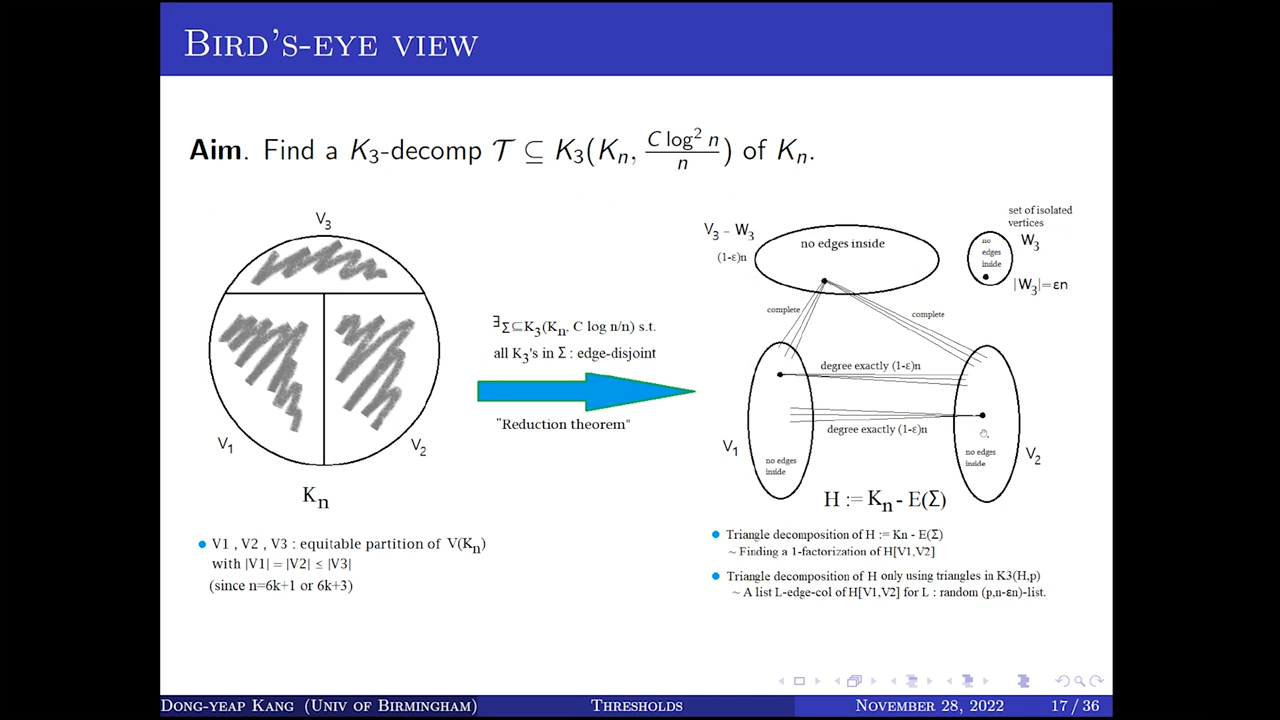 BIRD'S-EYE VIEW
Aim. Find a K₃-decomp 𝒯 ⊆ K₃(Kₙ, C log² n / n) of Kₙ.
V₃
V₁
V₂
Kₙ
V1 , V2 , V3 : equitable partition of V(Kₙ)
with |V1| = |V2| ≤ |V3|
(since n=6k+1 or 6k+3)
∃Σ⊆K₃(Kₙ, C log n/n) s.t.
all K₃'s in Σ : edge-disjoint
"Reduction theorem"
V₃ – W₃
(1-ε)n
no edges inside
set of isolated
vertices
W₃
no
edges
inside
|W₃|=εn
complete
complete
degree exactly (1-ε)n
degree exactly (1-ε)n
V₁
no edges
inside
V₂
no edges
inside
H := Kₙ - E(Σ)
Triangle decomposition of H := Kn - E(Σ)
~ Finding a 1-factorization of H[V1,V2]
Triangle decomposition of H only using triangles in K3(H,p)
~ A list L-edge-col of H[V1,V2] for L : random (p,n-εn)-list.
DONG-YEAP KANG (UNIV OF BIRMINGHAM)
THRESHOLDS
NOVEMBER 28, 2022
17 / 36